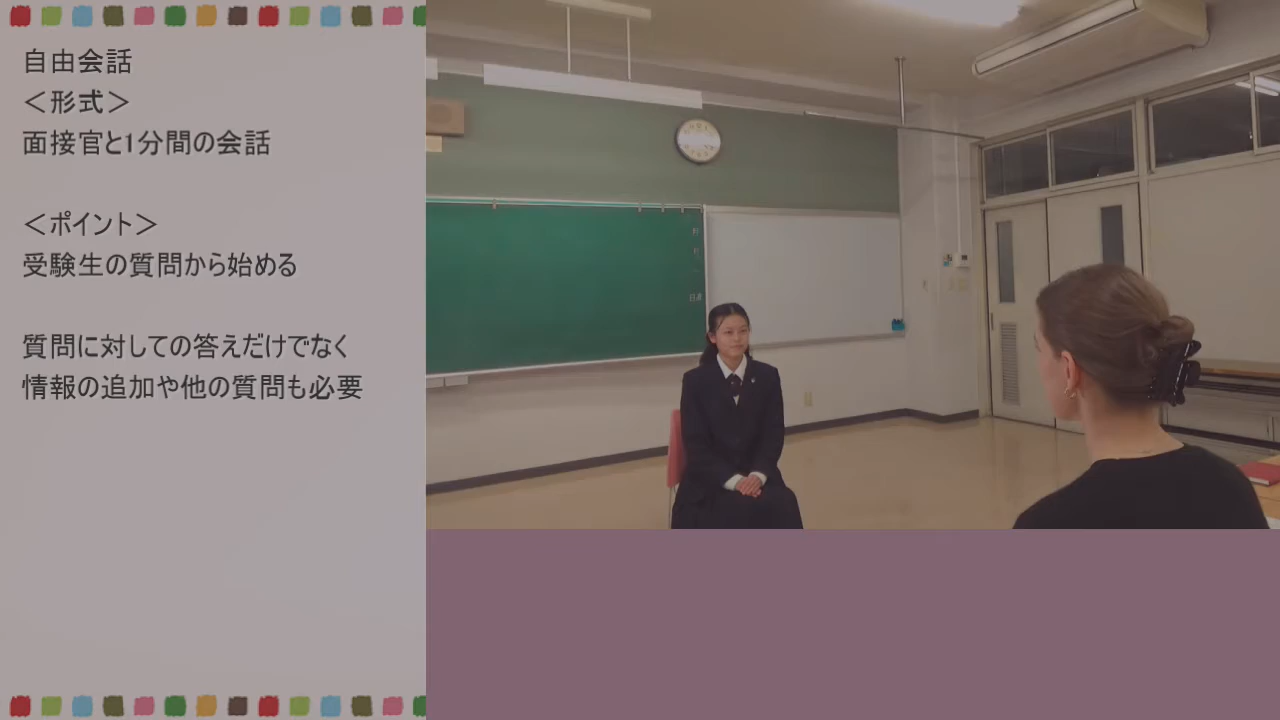 自由会話
＜形式＞
面接官と1分間の会話
＜ポイント＞
受験生の質問から始める
質問に対しての答えだけでなく
情報の追加や他の質問も必要